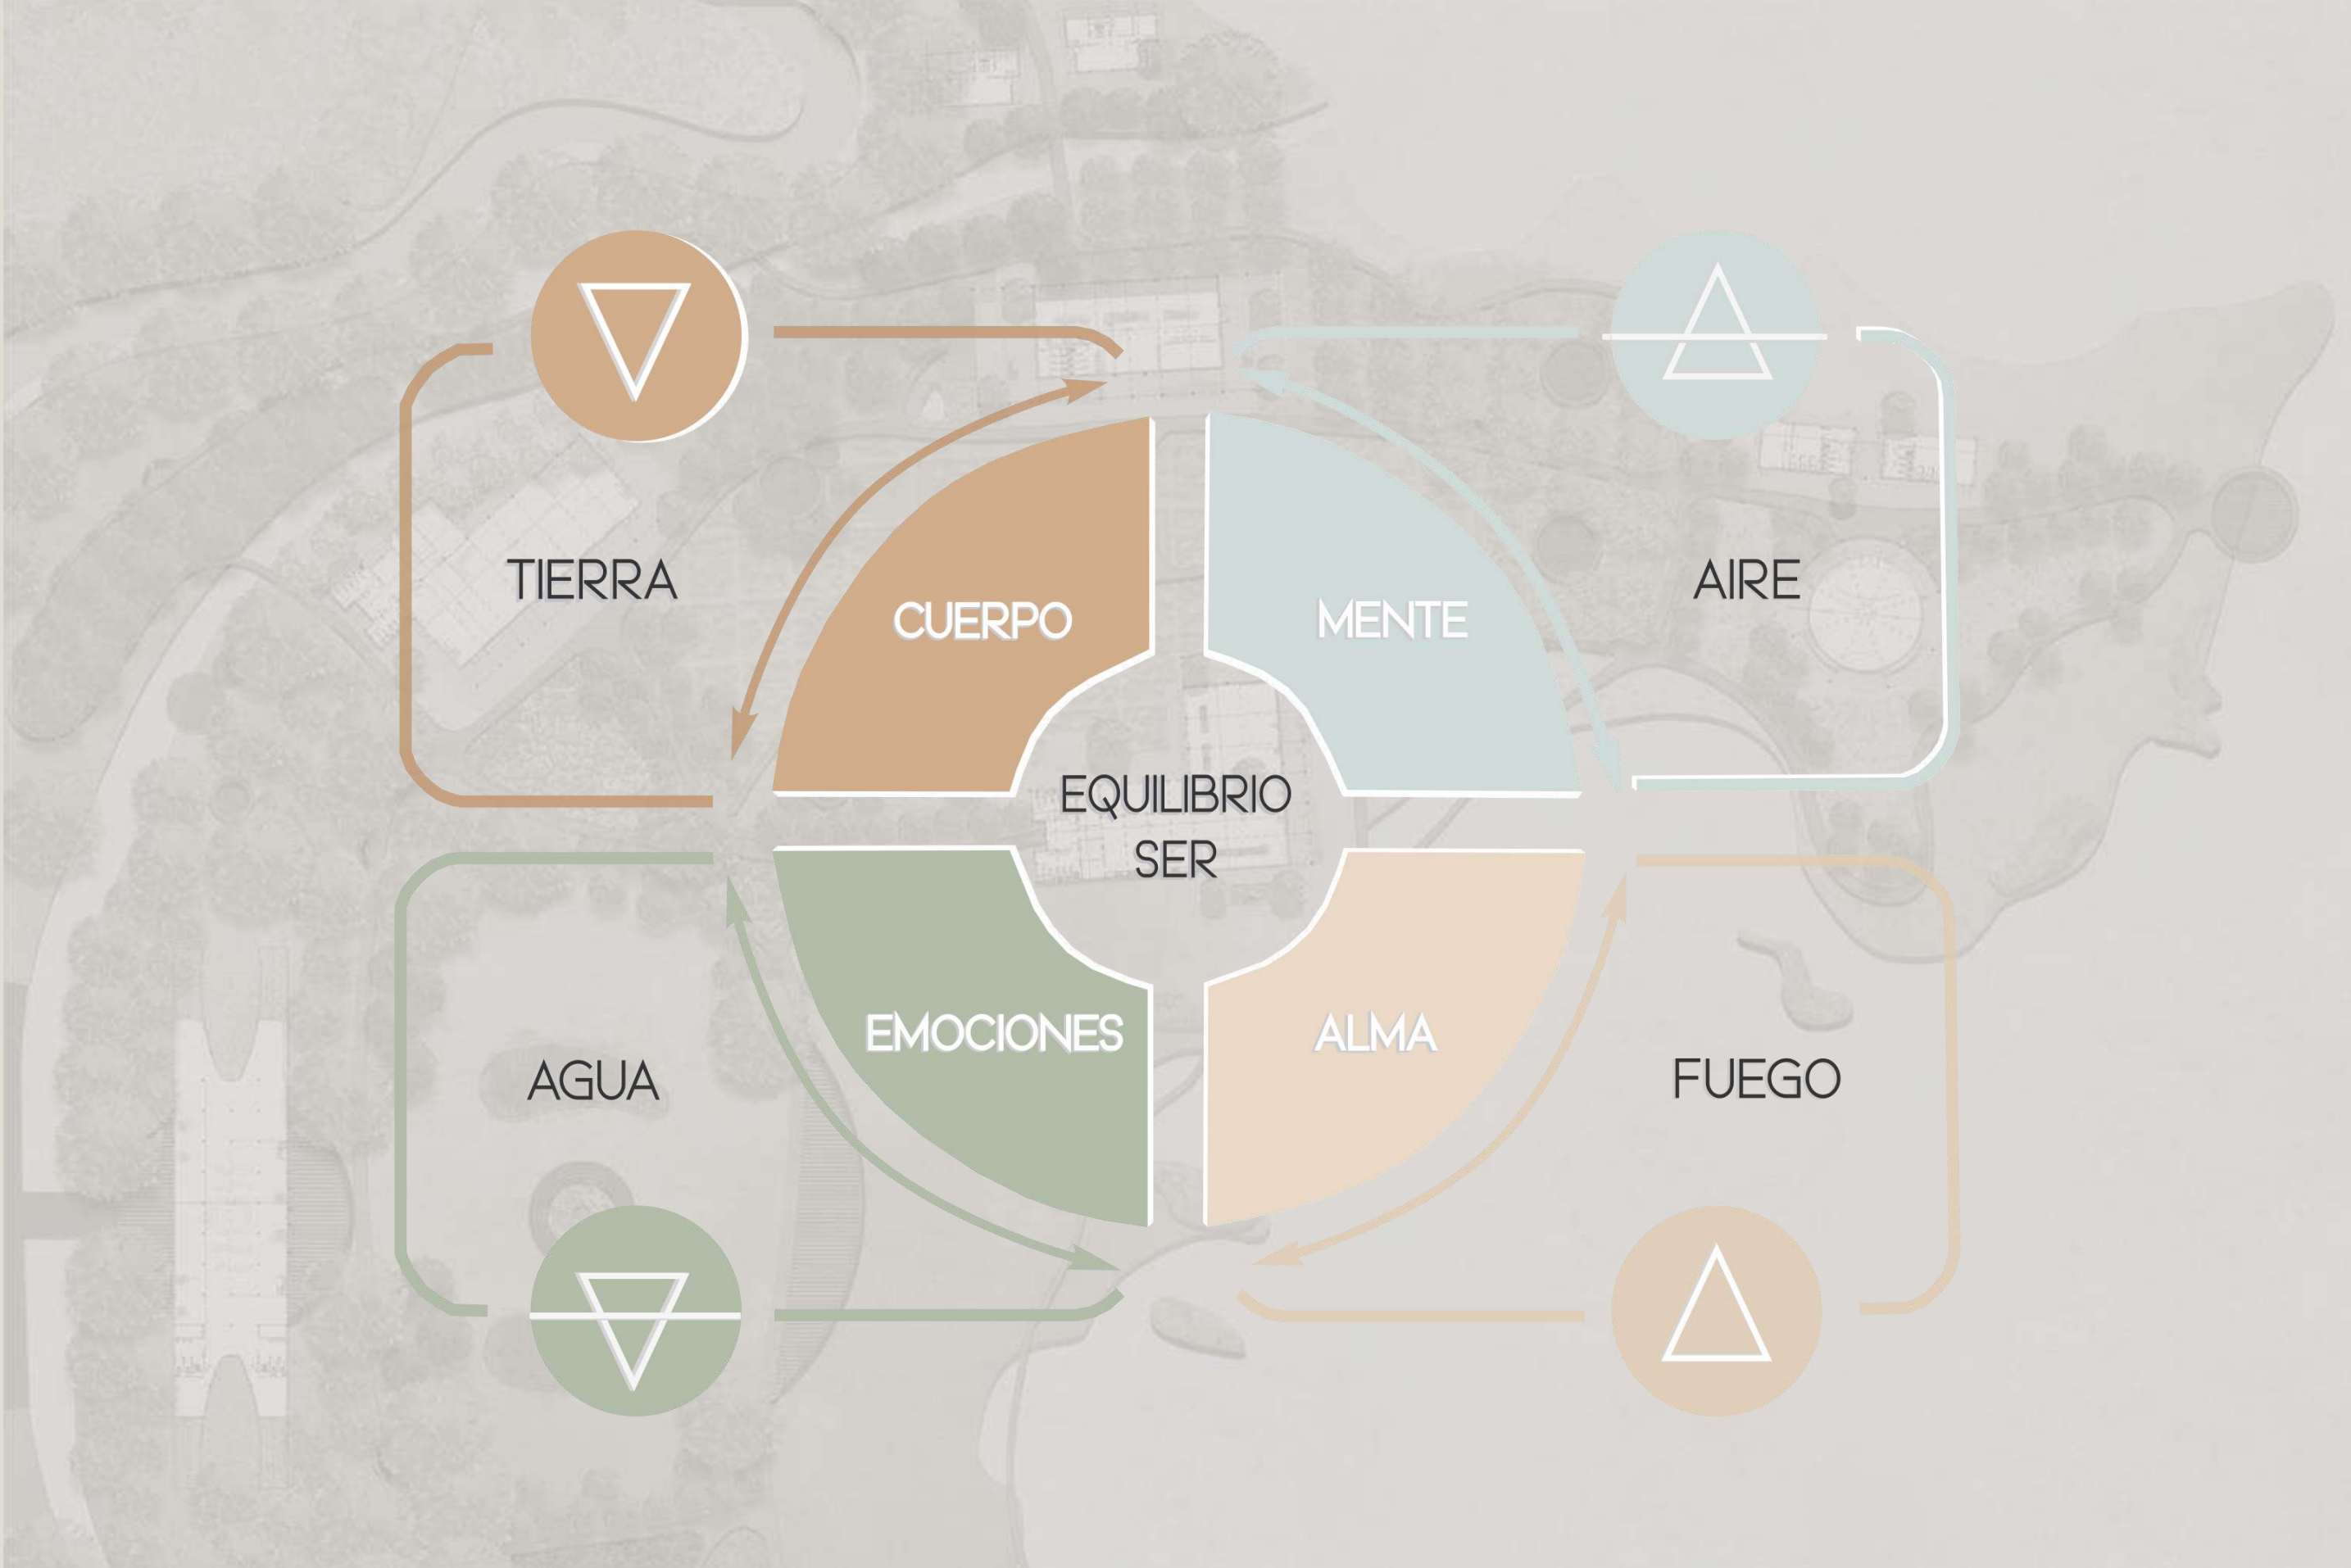 TIERRA
CUERPO
MENTE
AIRE
EQUILIBRIO
SER
AGUA
EMOCIONES
ALMA
FUEGO